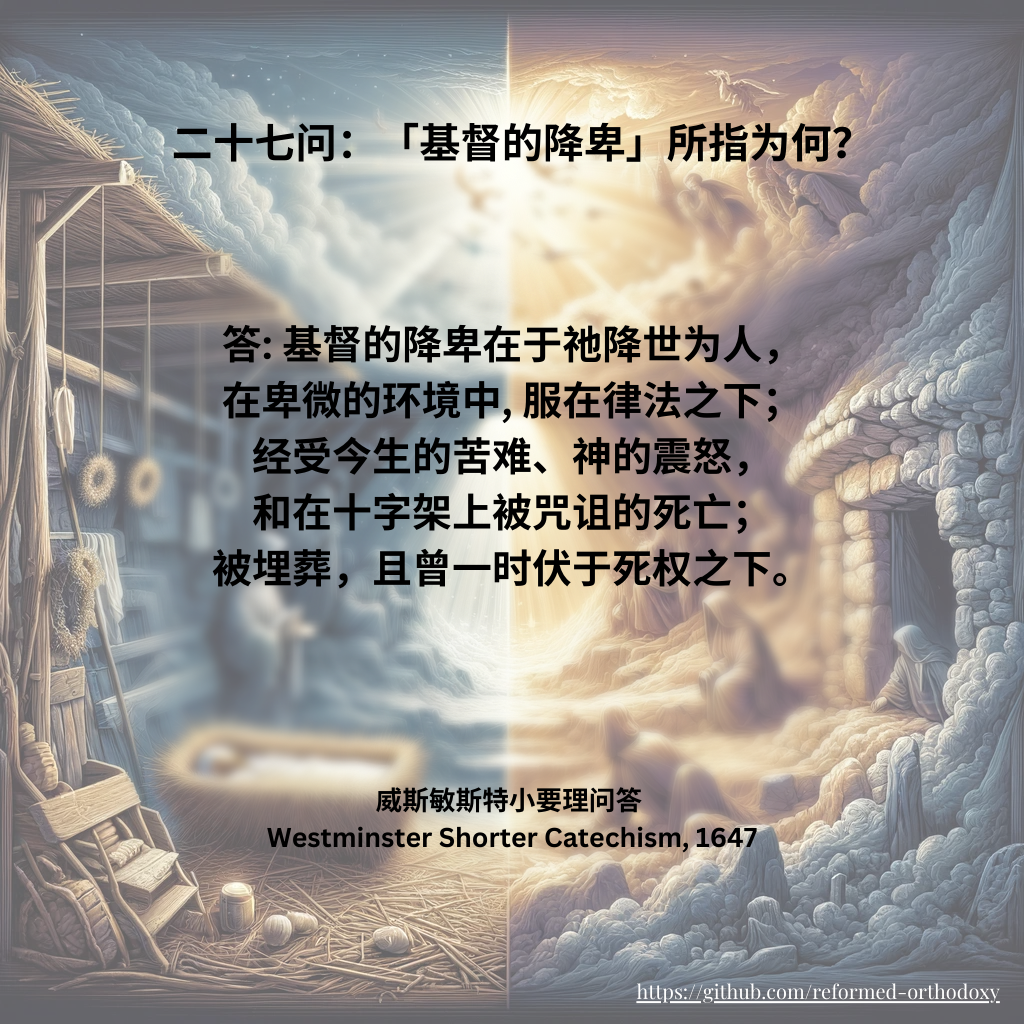 二十七问：「基督的降卑」所指为何?
答: 基督的降卑在于祂降世为人，
在卑微的环境中, 服在律法之下；
经受今生的苦难、神的震怒，
和在十字架上被咒诅的死亡；
被埋葬，且曾一时伏于死权之下。
威斯敏斯特小要理问答
Westminster Shorter Catechism, 1647
https://github.com/reformed-orthodoxy